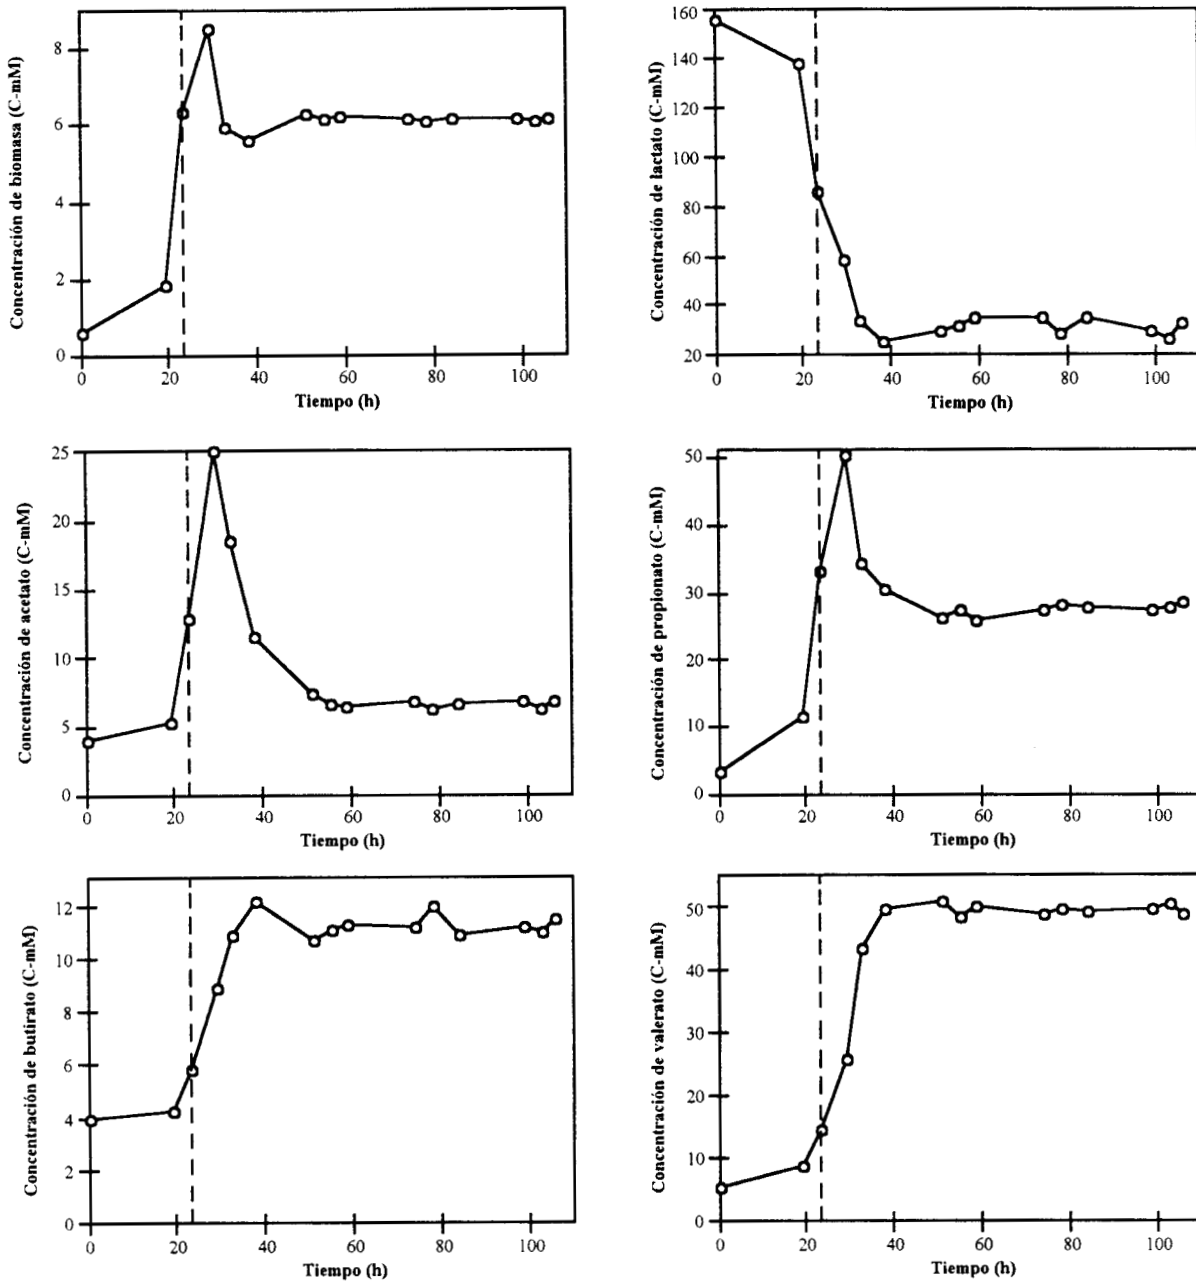 Concentración de biomasa (C-mM)
8
6
4
2
0
0 20 40 60 80 100
Tiempo (h)
Concentración de lactato (C-mM)
160
140
120
100
80
60
40
20
0 20 40 60 80 100
Tiempo (h)
Concentración de acetato (C-mM)
25
20
15
10
5
0
0 20 40 60 80 100
Tiempo (h)
Concentración de propionato (C-mM)
50
40
30
20
10
0
0 20 40 60 80 100
Tiempo (h)
Concentración de butirato (C-mM)
12
10
8
6
4
2
0
0 20 40 60 80 100
Tiempo (h)
Concentración de valerato (C-mM)
50
40
30
20
10
0
0 20 40 60 80 100
Tiempo (h)